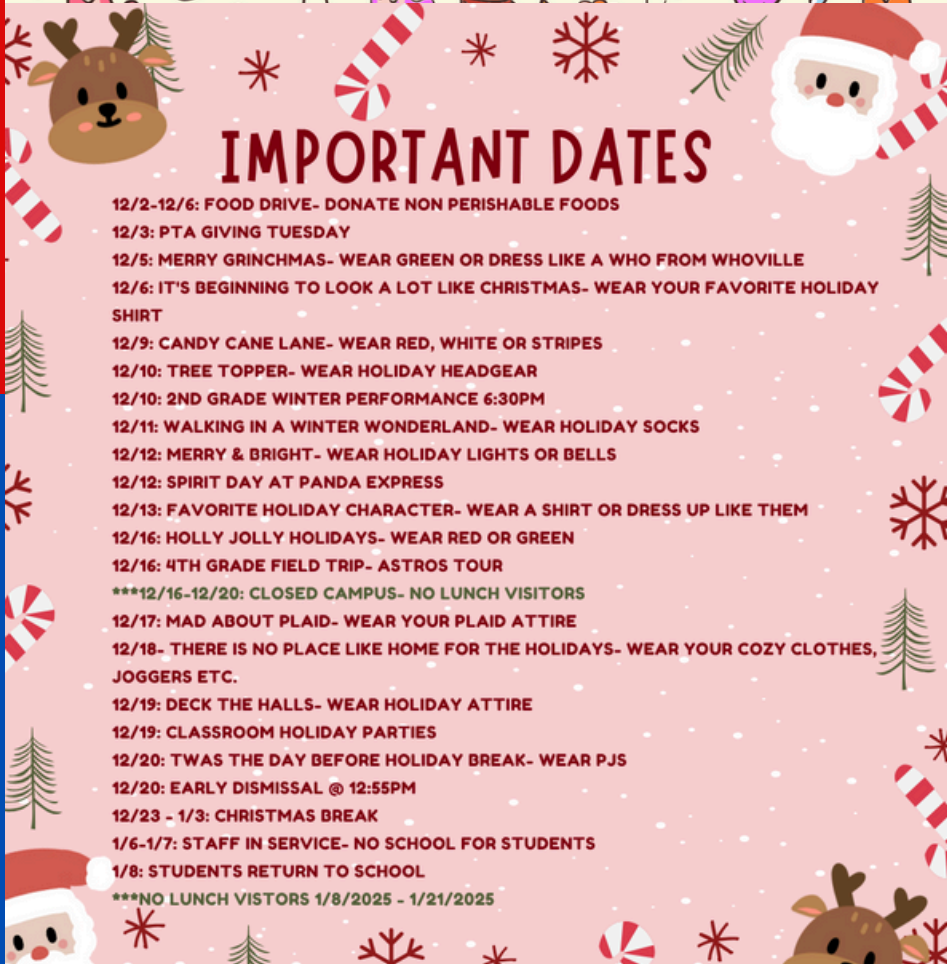 IMPORTANT DATES
12/2-12/6: FOOD DRIVE- DONATE NON PERISHABLE FOODS
12/3: PTA GIVING TUESDAY
12/5: MERRY GRINCHMAS- WEAR GREEN OR DRESS LIKE A WHO FROM WHOVILLE
12/6: IT'S BEGINNING TO LOOK A LOT LIKE CHRISTMAS- WEAR YOUR FAVORITE HOLIDAY
SHIRT
12/9: CANDY CANE LANE- WEAR RED, WHITE OR STRIPES
12/10: TREE TOPPER- WEAR HOLIDAY HEADGEAR
12/10: 2ND GRADE WINTER PERFORMANCE 6:30PM
12/11: WALKING IN A WINTER WONDERLAND- WEAR HOLIDAY SOCKS
12/12: MERRY & BRIGHT- WEAR HOLIDAY LIGHTS OR BELLS
12/12: SPIRIT DAY AT PANDA EXPRESS
12/13: FAVORITE HOLIDAY CHARACTER- WEAR A SHIRT OR DRESS UP LIKE THEM
12/16: HOLLY JOLLY HOLIDAYS- WEAR RED OR GREEN
12/16: 4TH GRADE FIELD TRIP- ASTROS TOUR
***12/16-12/20: CLOSED CAMPUS- NO LUNCH VISITORS
12/17: MAD ABOUT PLAID- WEAR YOUR PLAID ATTIRE
12/18- THERE IS NO PLACE LIKE HOME FOR THE HOLIDAYS- WEAR YOUR COZY CLOTHES,
JOGGERS ETC.
12/19: DECK THE HALLS- WEAR HOLIDAY ATTIRE
12/19: CLASSROOM HOLIDAY PARTIES
12/20: TWAS THE DAY BEFORE HOLIDAY BREAK- WEAR PJS
12/20: EARLY DISMISSAL @ 12:55PM
12/23 - 1/3: CHRISTMAS BREAK
1/6-1/7: STAFF IN SERVICE- NO SCHOOL FOR STUDENTS
1/8: STUDENTS RETURN TO SCHOOL
***NO LUNCH VISTORS 1/8/2025 - 1/21/2025